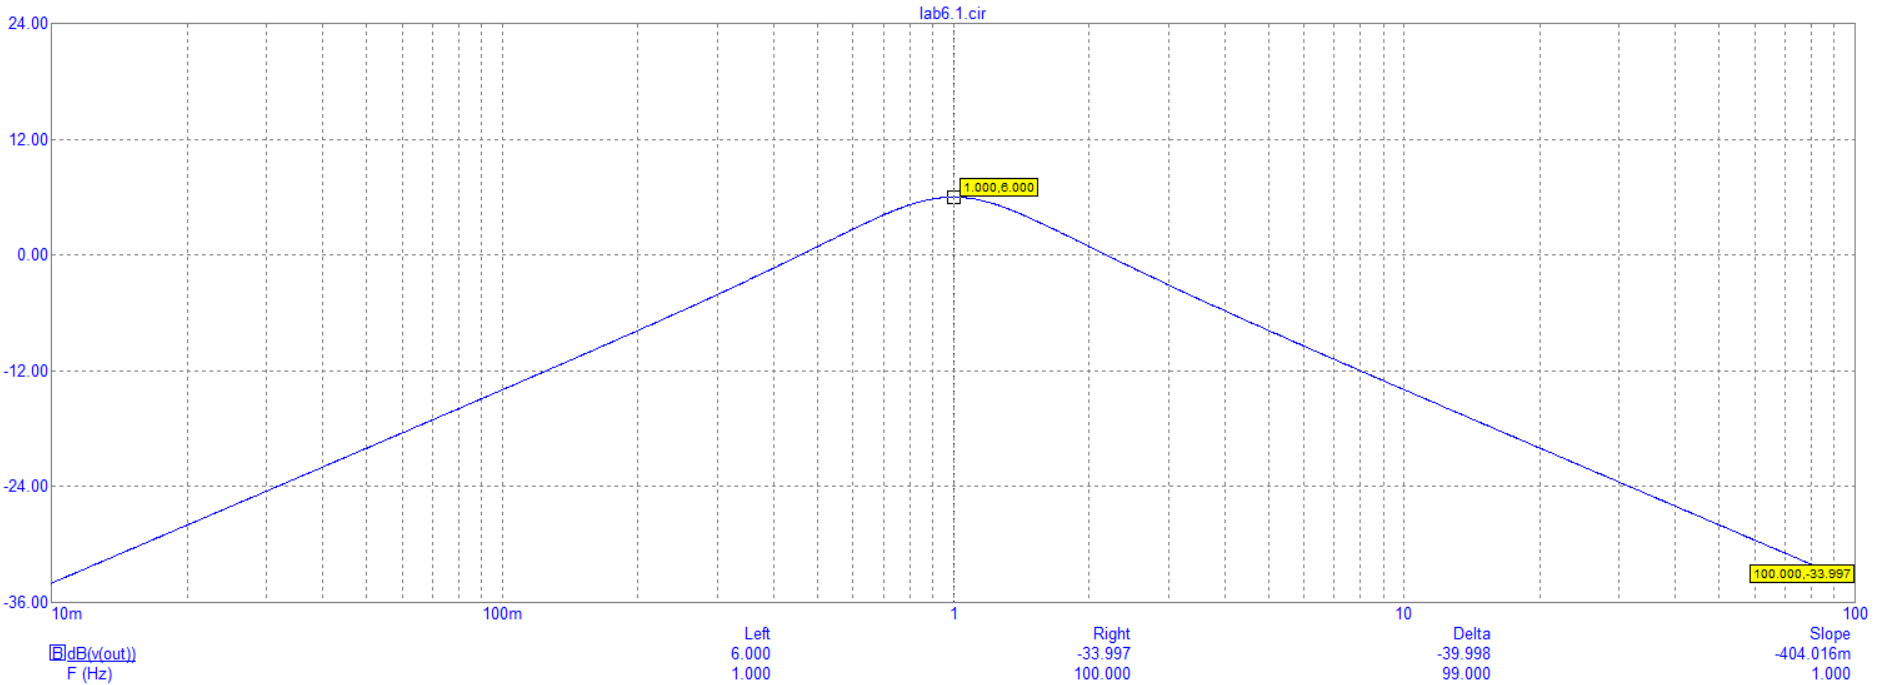 lab6.1.cir
24.00
12.00
1.000,6.000
0.00
-12.00
-24.00
100.000,-33.997
-36.00
10m 100m 1 10 100
Left Right Delta Slope
B dB(v(out)) 6.000 -33.997 -39.998 -404.016m
F (Hz) 1.000 100.000 99.000 1.000